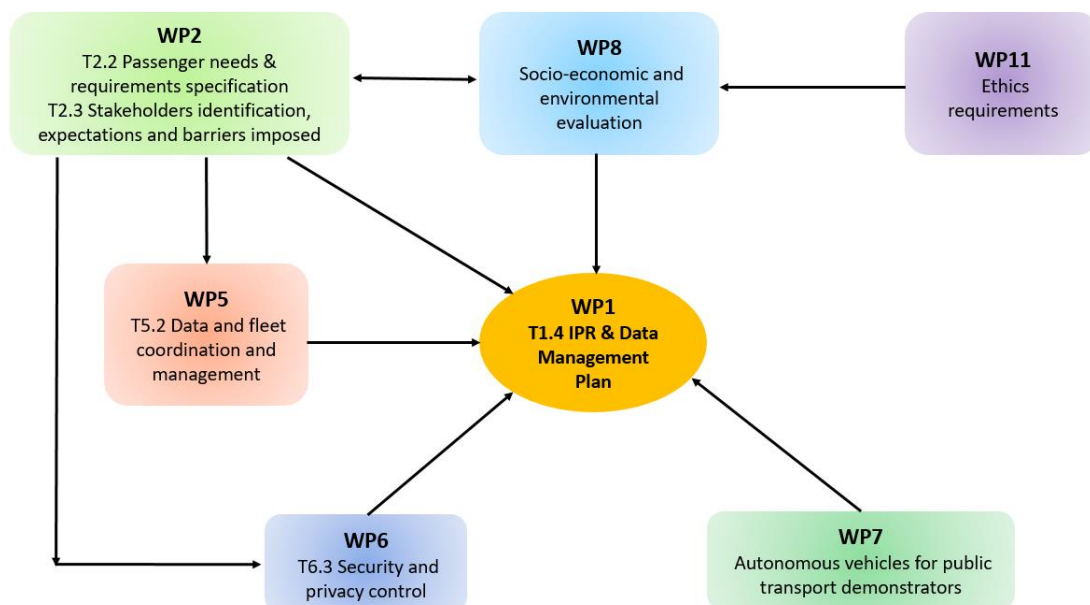 WP2
T2.2 Passenger needs &
requirements specification
T2.3 Stakeholders identification,
expectations and barriers imposed
WP8
Socio-economic and
environmental
evaluation
WP11
Ethics
requirements
WP5
T5.2 Data and fleet
coordination and
management
WP1
T1.4 IPR & Data
Management
Plan
WP6
T6.3 Security and
privacy control
WP7
Autonomous vehicles for public
transport demonstrators